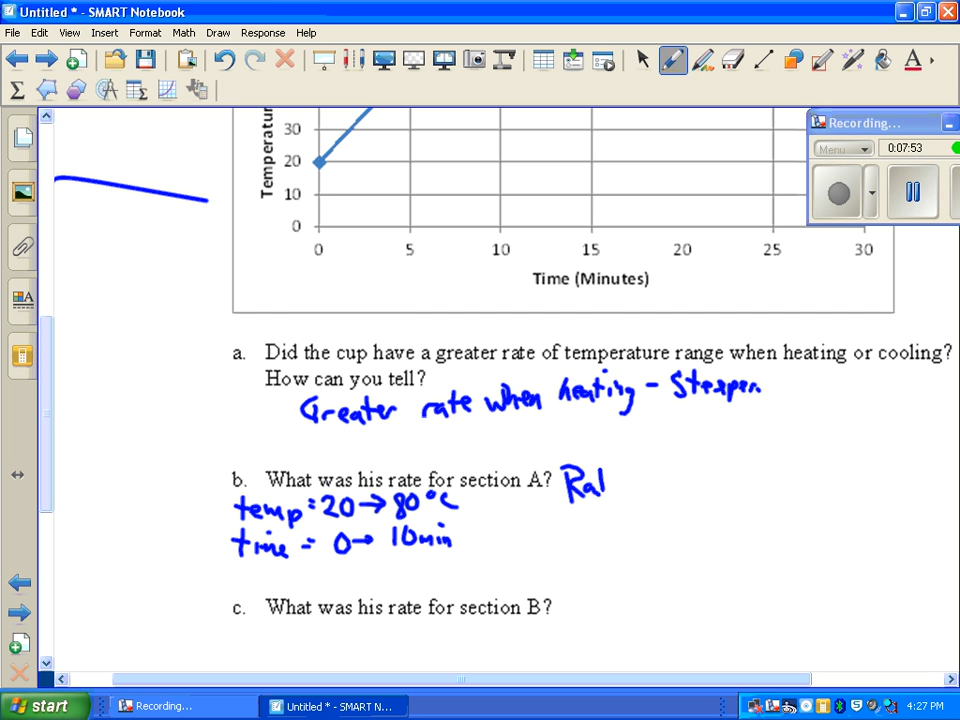 Untitled * - SMART Notebook
File Edit View Insert Format Math Draw Response Help
Recording...
Menu 0:07:53
Temperatur
30
20
10
0
0 5 10 15 20 25 30
Time (Minutes)
a. Did the cup have a greater rate of temperature range when heating or cooling?
How can you tell?
Greater rate when heating - Steeper
b. What was his rate for section A? Rat
temp = 20 → 80°C
time = 0 → 10min
c. What was his rate for section B?
start Recording... Untitled * - SMART N... 4:27 PM